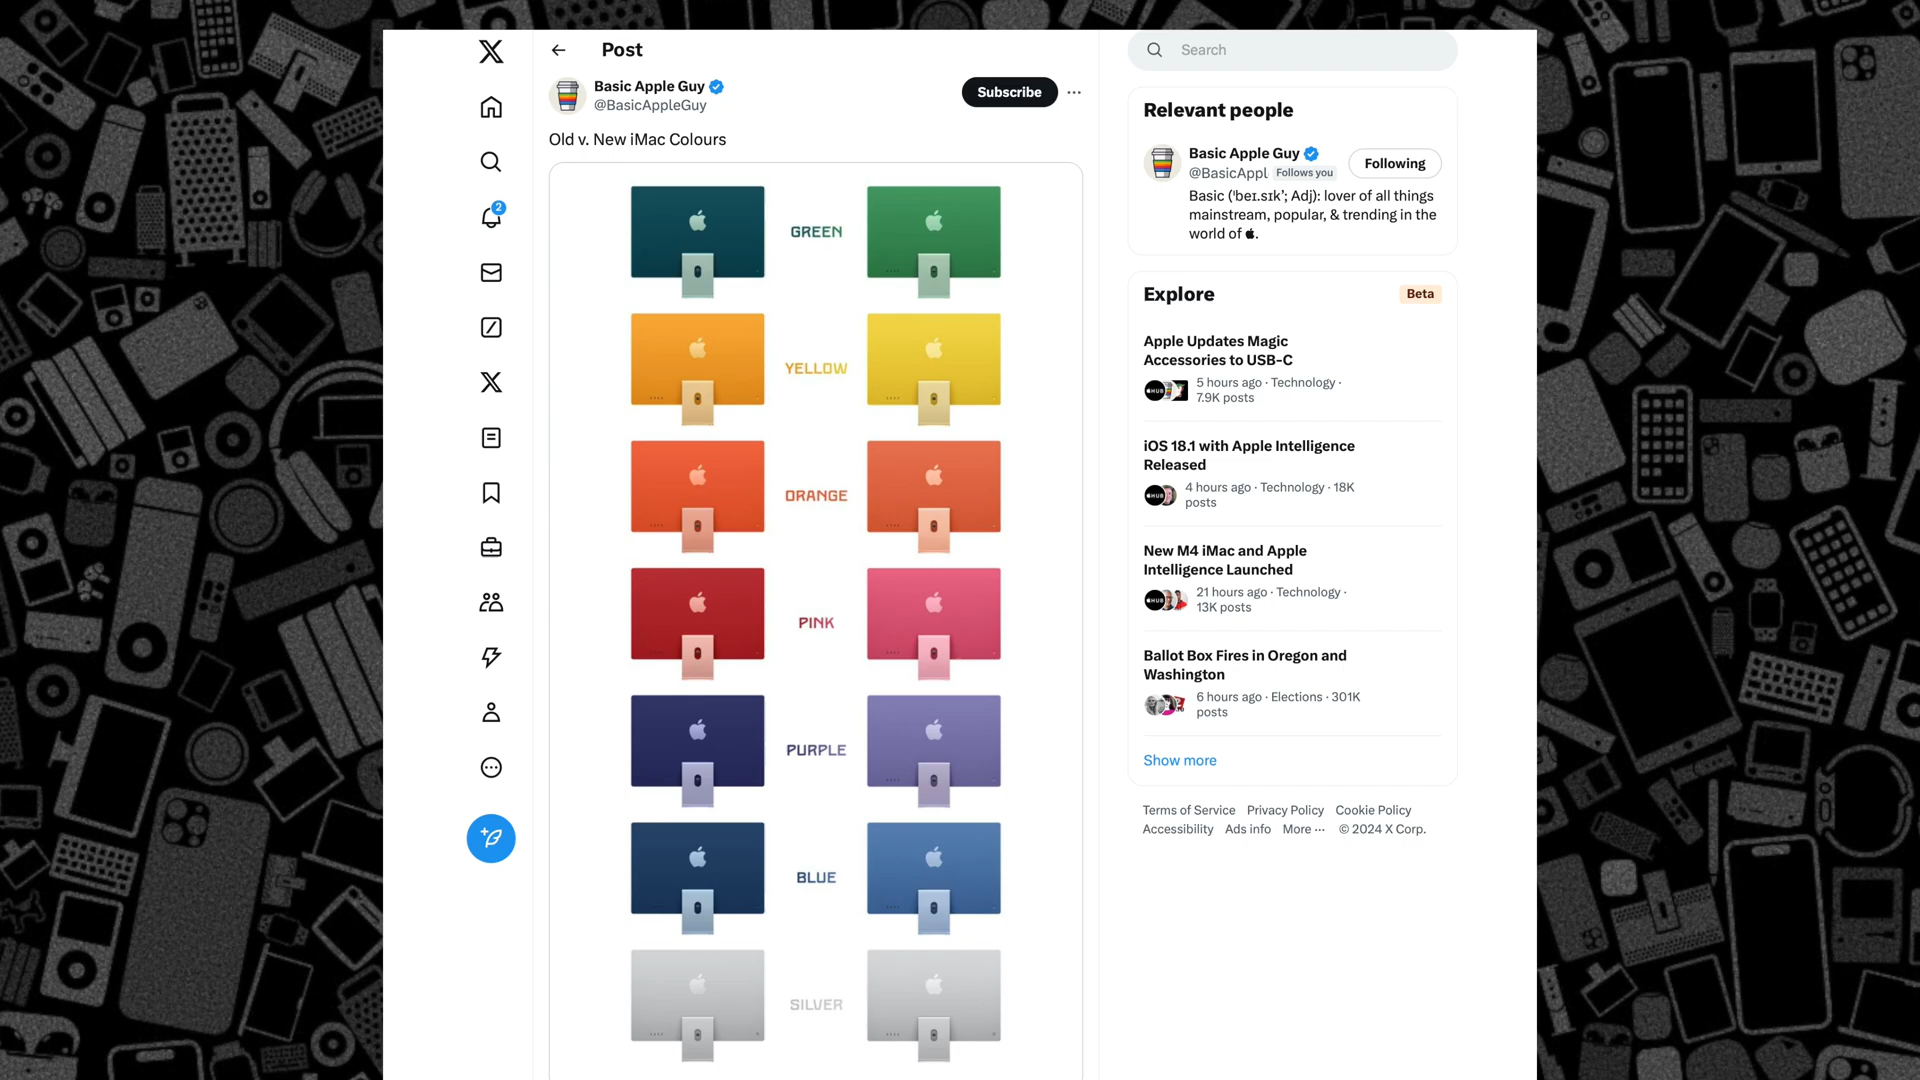 Post
Basic Apple Guy
@BasicAppleGuy
Subscribe
Old v. New iMac Colours
GREEN
YELLOW
ORANGE
PINK
PURPLE
BLUE
SILVER
2
Search
Relevant people
Basic Apple Guy
@BasicAppl Follows you
Following
Basic ('beɪ.sɪk'; Adj): lover of all things
mainstream, popular, & trending in the
world of .
Explore
Beta
Apple Updates Magic
Accessories to USB-C
5 hours ago · Technology ·
7.9K posts
iOS 18.1 with Apple Intelligence
Released
4 hours ago · Technology · 18K
posts
New M4 iMac and Apple
Intelligence Launched
21 hours ago · Technology ·
13K posts
Ballot Box Fires in Oregon and
Washington
6 hours ago · Elections · 301K
posts
Show more
Terms of Service Privacy Policy Cookie Policy
Accessibility Ads info More ··· © 2024 X Corp.